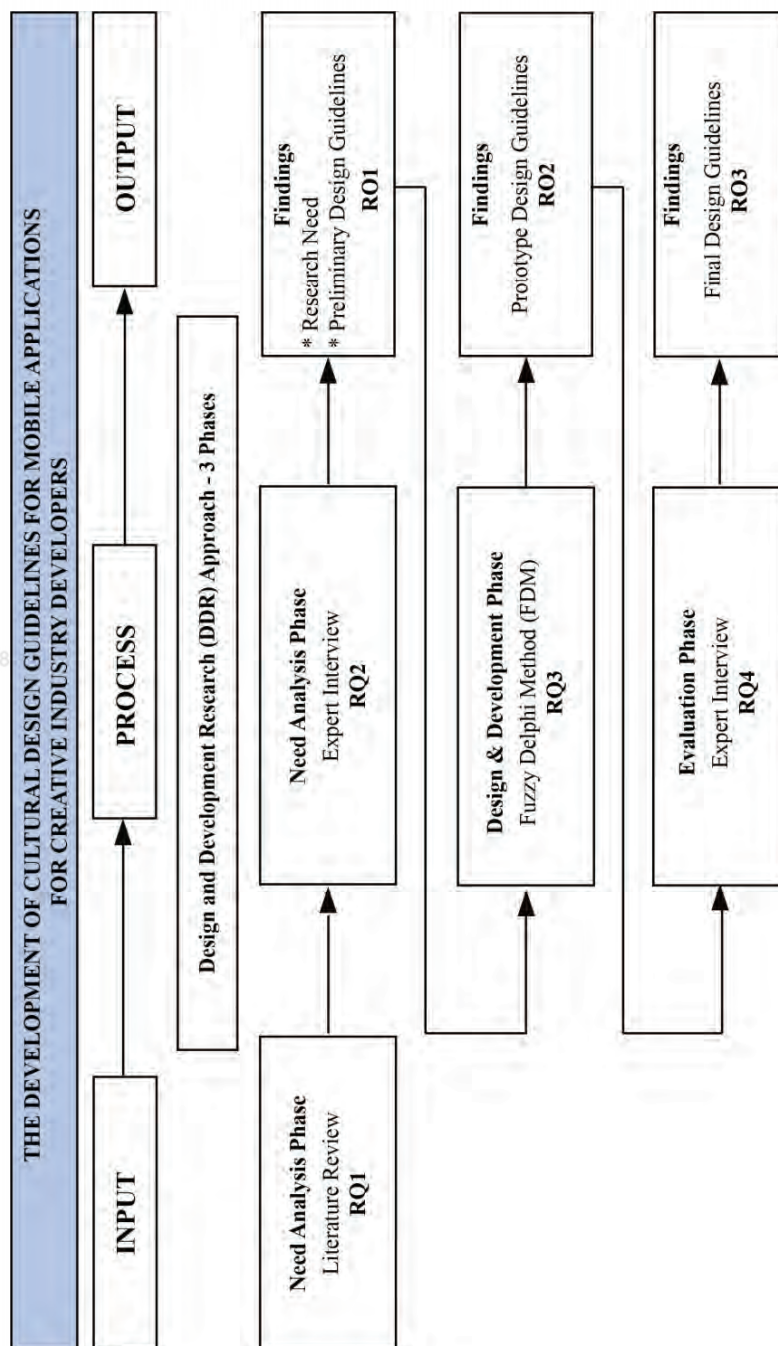 THE DEVELOPMENT OF CULTURAL DESIGN GUIDELINES FOR MOBILE APPLICATIONS
FOR CREATIVE INDUSTRY DEVELOPERS
INPUT
PROCESS
OUTPUT
Design and Development Research (DDR) Approach - 3 Phases
Need Analysis Phase
Literature Review
RQ1
Need Analysis Phase
Expert Interview
RQ2
Findings
* Research Need
* Preliminary Design Guidelines
RO1
Design & Development Phase
Fuzzy Delphi Method (FDM)
RQ3
Findings
Prototype Design Guidelines
RO2
Evaluation Phase
Expert Interview
RQ4
Findings
Final Design Guidelines
RO3
8